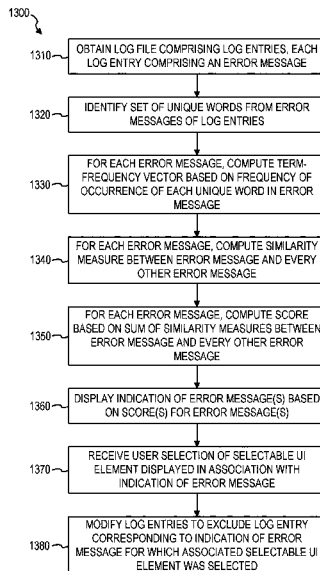 1300
1310
OBTAIN LOG FILE COMPRISING LOG ENTRIES, EACH
LOG ENTRY COMPRISING AN ERROR MESSAGE
1320
IDENTIFY SET OF UNIQUE WORDS FROM ERROR
MESSAGES OF LOG ENTRIES
1330
FOR EACH ERROR MESSAGE, COMPUTE TERM-
FREQUENCY VECTOR BASED ON FREQUENCY OF
OCCURRENCE OF EACH UNIQUE WORD IN ERROR
MESSAGE
1340
FOR EACH ERROR MESSAGE, COMPUTE SIMILARITY
MEASURE BETWEEN ERROR MESSAGE AND EVERY
OTHER ERROR MESSAGE
1350
FOR EACH ERROR MESSAGE, COMPUTE SCORE
BASED ON SUM OF SIMILARITY MEASURES BETWEEN
ERROR MESSAGE AND EVERY OTHER ERROR
MESSAGE
1360
DISPLAY INDICATION OF ERROR MESSAGE(S) BASED
ON SCORE(S) FOR ERROR MESSAGE(S)
1370
RECEIVE USER SELECTION OF SELECTABLE UI
ELEMENT DISPLAYED IN ASSOCIATION WITH
INDICATION OF ERROR MESSAGE
1380
MODIFY LOG ENTRIES TO EXCLUDE LOG ENTRY
CORRESPONDING TO INDICATION OF ERROR
MESSAGE FOR WHICH ASSOCIATED SELECTABLE UI
ELEMENT WAS SELECTED